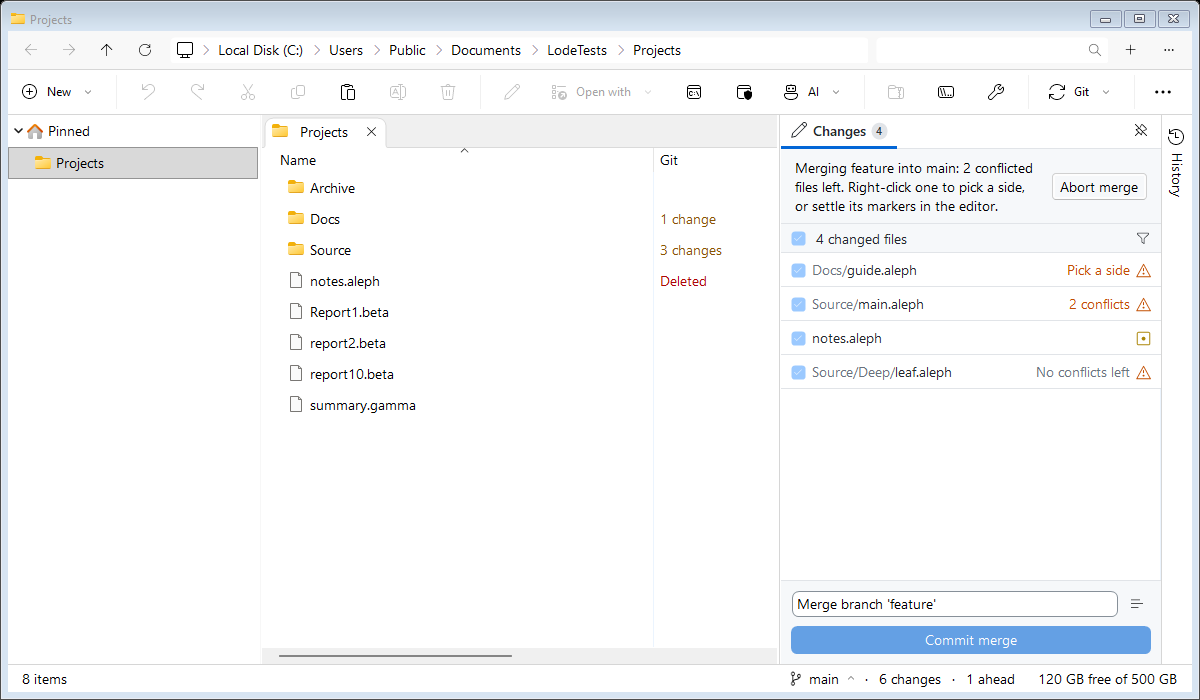 Projects
Local Disk (C:) Users Public Documents LodeTests Projects
New Open with AI Git
Pinned
Projects
Projects
Name Git
Archive
Docs 1 change
Source 3 changes
notes.aleph Deleted
Report1.beta
report2.beta
report10.beta
summary.gamma
Changes 4
Merging feature into main: 2 conflicted
files left. Right-click one to pick a side,
or settle its markers in the editor.
Abort merge
4 changed files
Docs/guide.aleph Pick a side
Source/main.aleph 2 conflicts
notes.aleph
Source/Deep/leaf.aleph No conflicts left
Merge branch 'feature'
Commit merge
History
8 items
main · 6 changes · 1 ahead 120 GB free of 500 GB